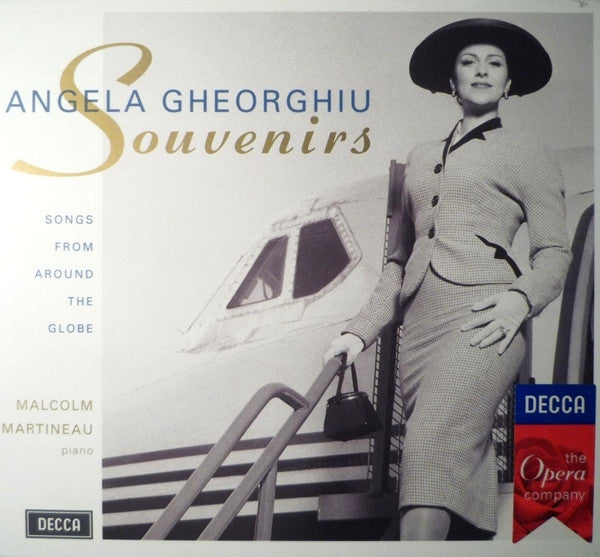 ANGELA GHEORGHIU
Souvenirs
SONGS
FROM
AROUND
THE
GLOBE
MALCOLM
MARTINEAU
piano
DECCA
DECCA
the
Opera
company